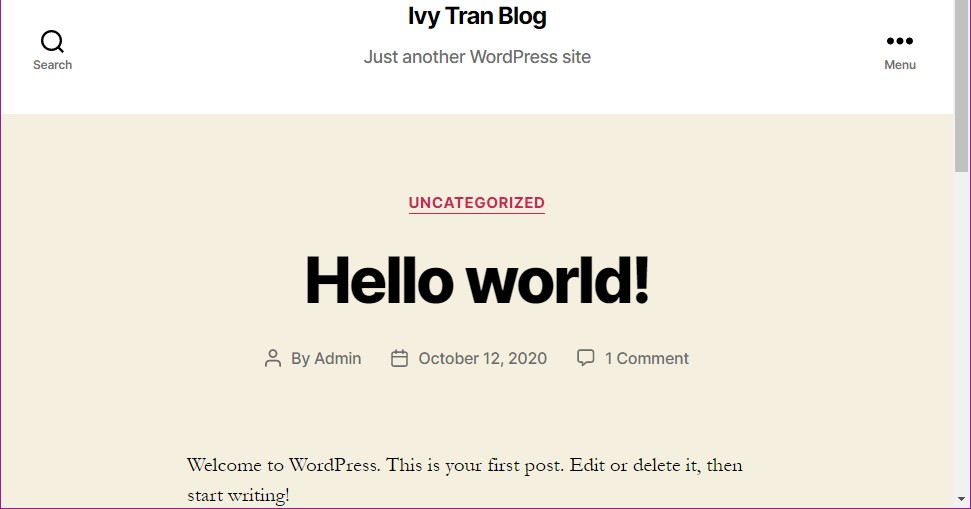 Ivy Tran Blog
Just another WordPress site
Search
Menu
UNCATEGORIZED
Hello world!
By Admin October 12, 2020 1 Comment
Welcome to WordPress. This is your first post. Edit or delete it, then
start writing!